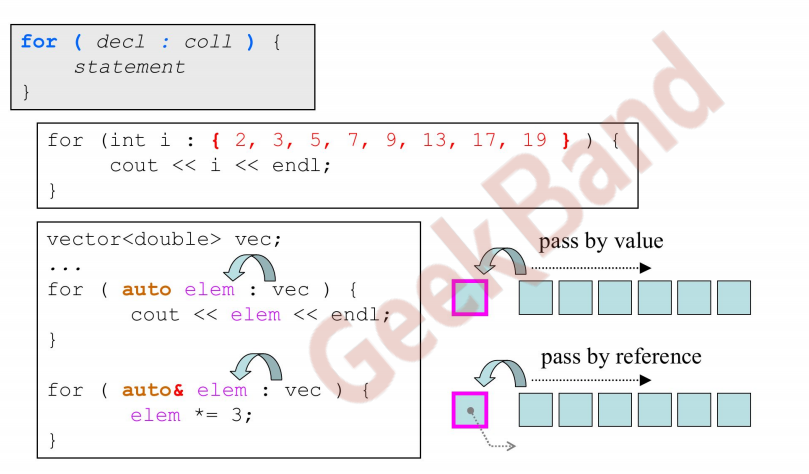 for ( decl : coll ) {
statement
}
for (int i : { 2, 3, 5, 7, 9, 13, 17, 19 } ) {
cout << i << endl;
}
vector<double> vec;
...
for ( auto elem : vec ) {
cout << elem << endl;
}
for ( auto& elem : vec ) {
elem *= 3;
}
pass by value
pass by reference
GeekBand